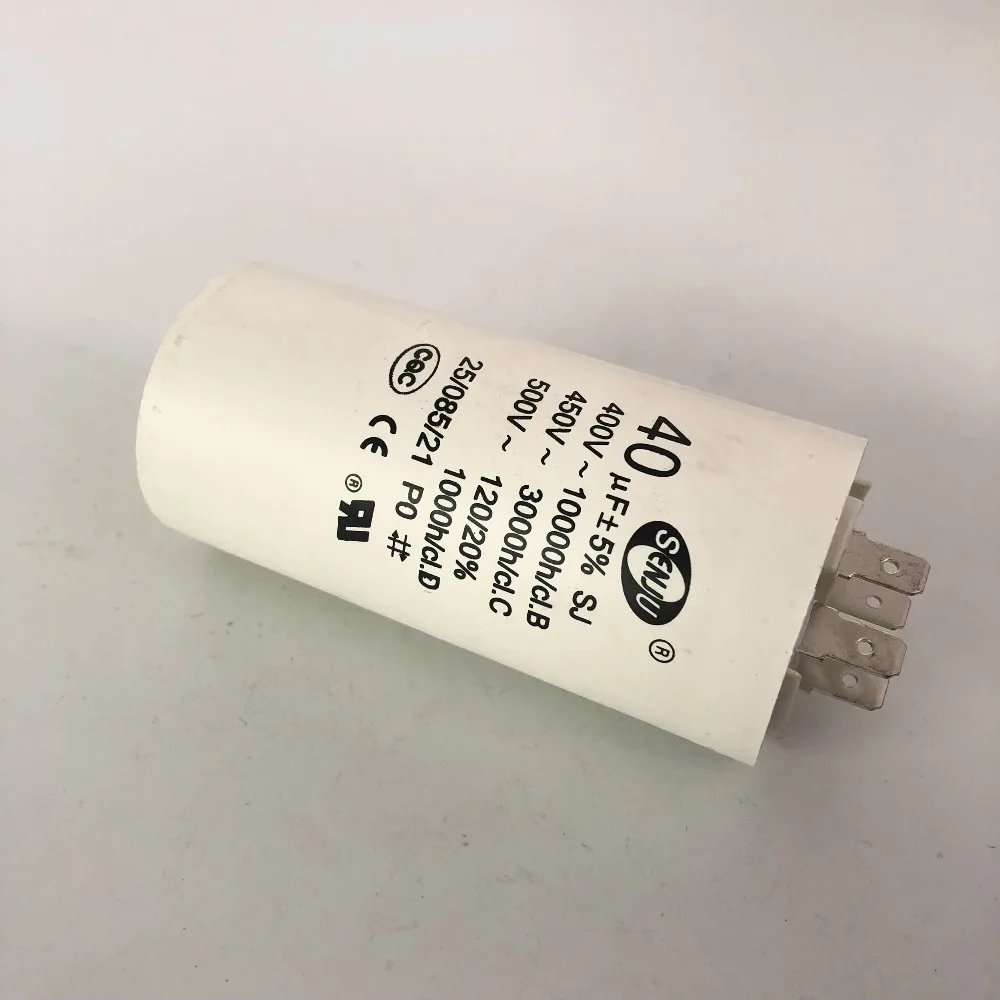 SENJU ®
40 µF±5% SJ
400V ~ 10000h/cl.B
450V ~ 3000h/cl.C
500V ~ 120/20%
1000h/cl.D
25/085/21 P0 #
CQC CE ® RU